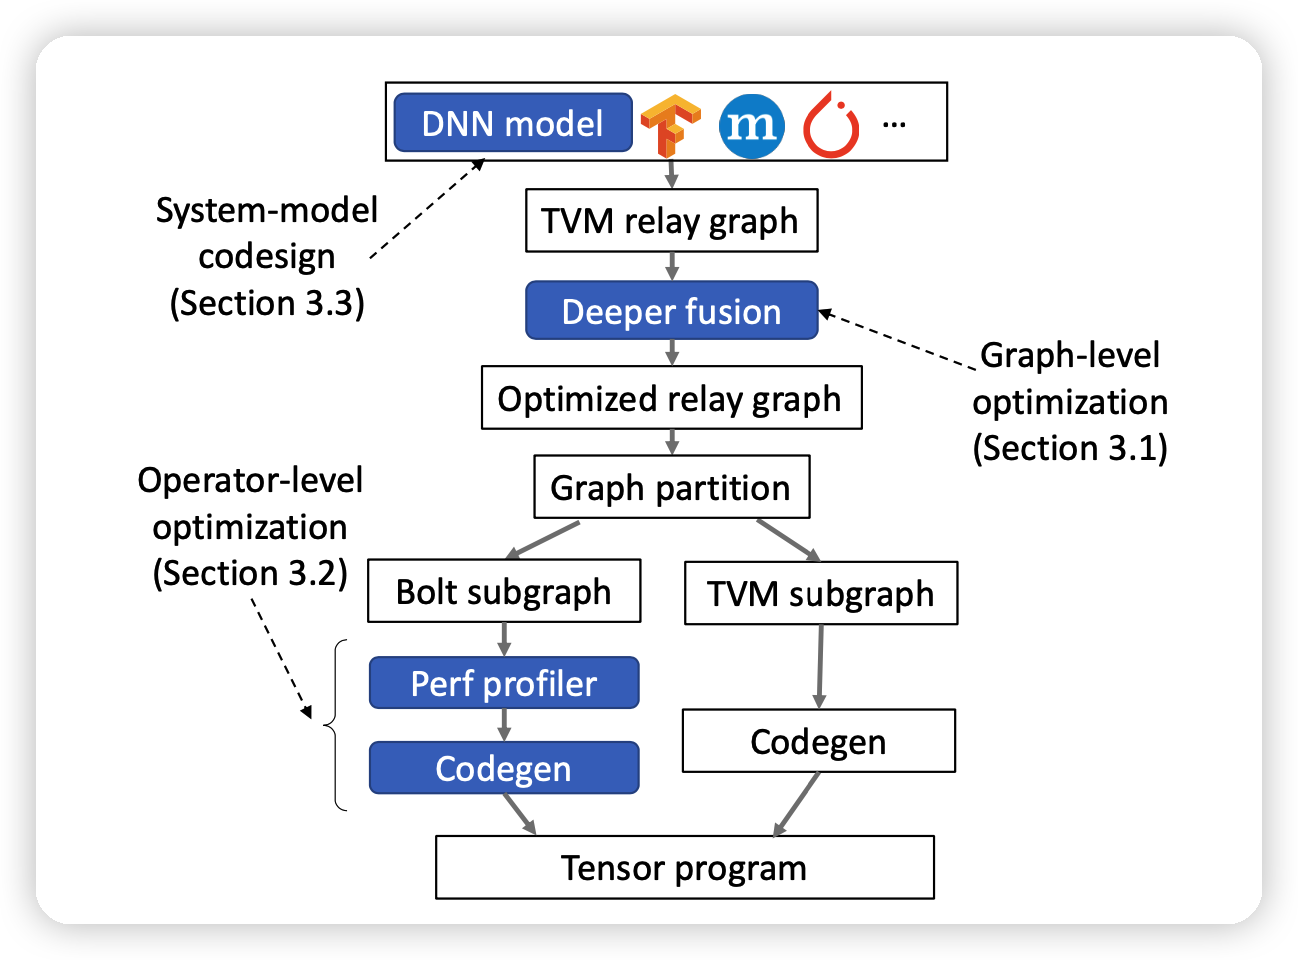 DNN model
m
...
System-model
codesign
(Section 3.3)
TVM relay graph
Deeper fusion
Graph-level
optimization
(Section 3.1)
Optimized relay graph
Graph partition
Operator-level
optimization
(Section 3.2)
Bolt subgraph
TVM subgraph
Perf profiler
Codegen
Codegen
Tensor program